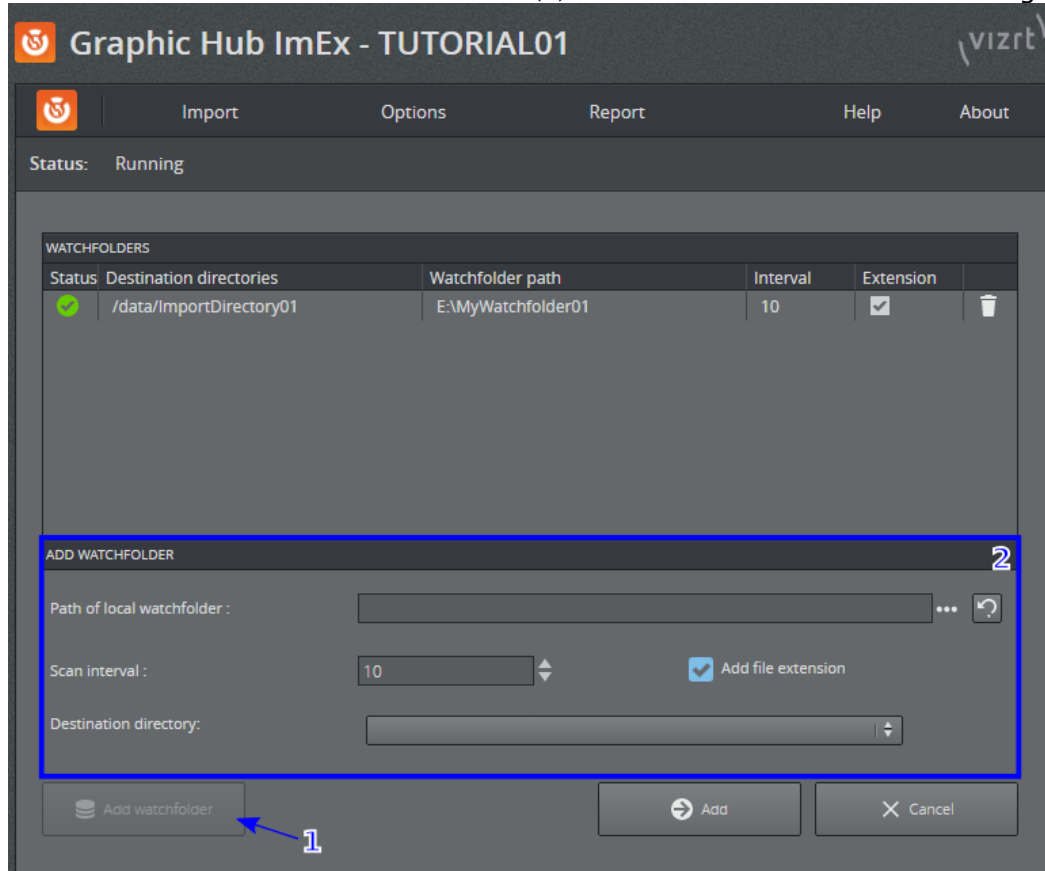 Graphic Hub ImEx - TUTORIAL01
vizrt
Import Options Report Help About
Status: Running
WATCHFOLDERS
Status Destination directories Watchfolder path Interval Extension
/data/ImportDirectory01 E:\MyWatchfolder01 10
ADD WATCHFOLDER 2
Path of local watchfolder :
Scan interval : 10 Add file extension
Destination directory:
Add watchfolder Add Cancel
1